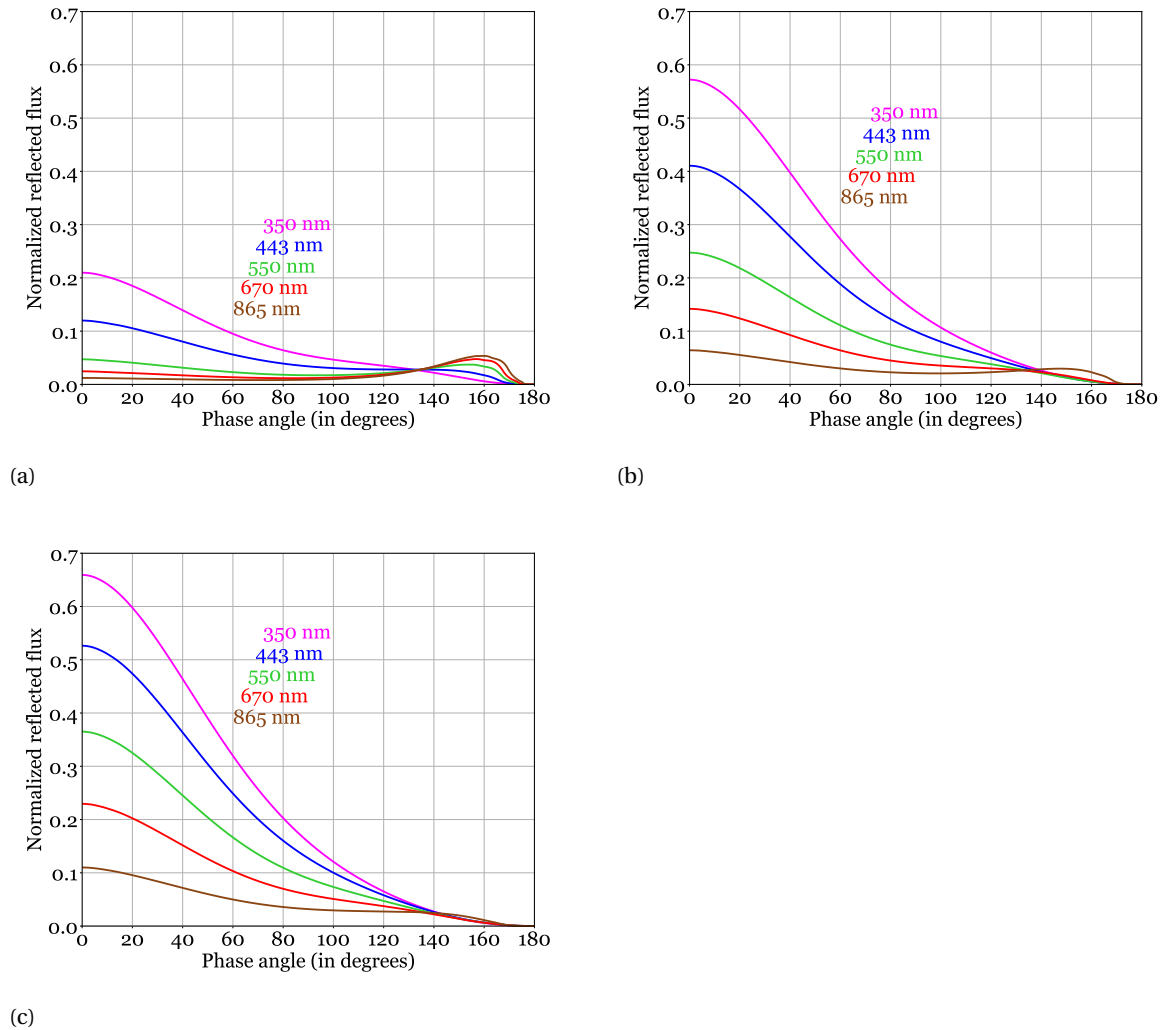 0.7
0.6
0.5
0.4
0.3
0.2
0.1
0.0
Normalized reflected flux
350 nm
443 nm
550 nm
670 nm
865 nm
0 20 40 60 80 100 120 140 160 180
Phase angle (in degrees)
(a)
0.7
0.6
0.5
0.4
0.3
0.2
0.1
0.0
Normalized reflected flux
350 nm
443 nm
550 nm
670 nm
865 nm
0 20 40 60 80 100 120 140 160 180
Phase angle (in degrees)
(b)
0.7
0.6
0.5
0.4
0.3
0.2
0.1
0.0
Normalized reflected flux
350 nm
443 nm
550 nm
670 nm
865 nm
0 20 40 60 80 100 120 140 160 180
Phase angle (in degrees)
(c)